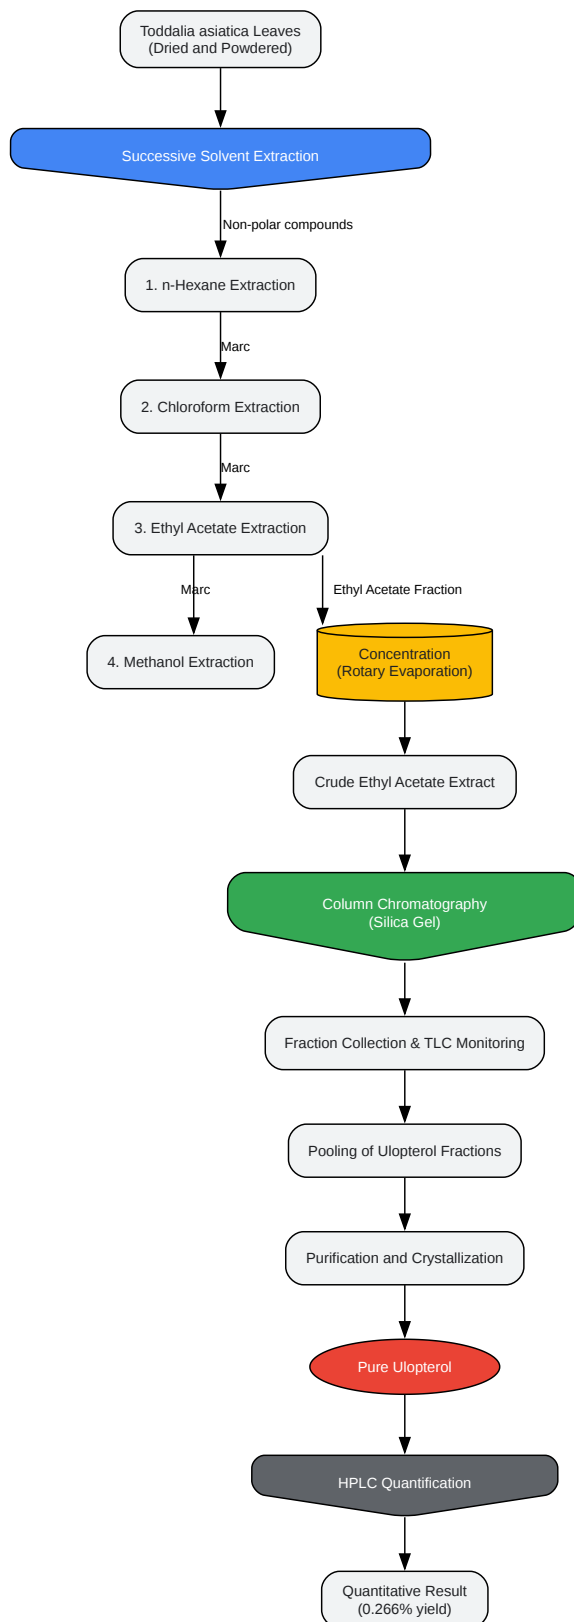 Toddalia asiatica Leaves
(Dried and Powdered)
Successive Solvent Extraction
Non-polar compounds
1. n-Hexane Extraction
Marc
2. Chloroform Extraction
Marc
3. Ethyl Acetate Extraction
Marc
Ethyl Acetate Fraction
4. Methanol Extraction
Concentration
(Rotary Evaporation)
Crude Ethyl Acetate Extract
Column Chromatography
(Silica Gel)
Fraction Collection & TLC Monitoring
Pooling of Ulopterol Fractions
Purification and Crystallization
Pure Ulopterol
HPLC Quantification
Quantitative Result
(0.266% yield)